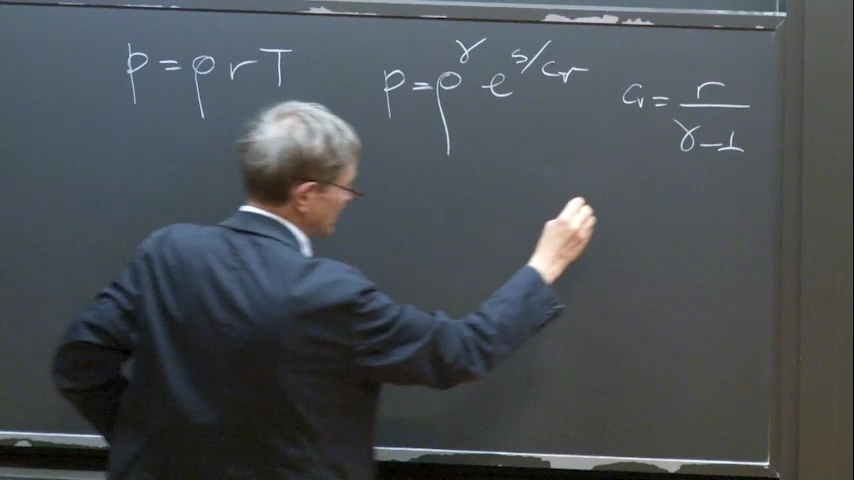 p = ρ r T
p = ρ^γ e^{s/c_v}
c_v = r / (γ - 1)